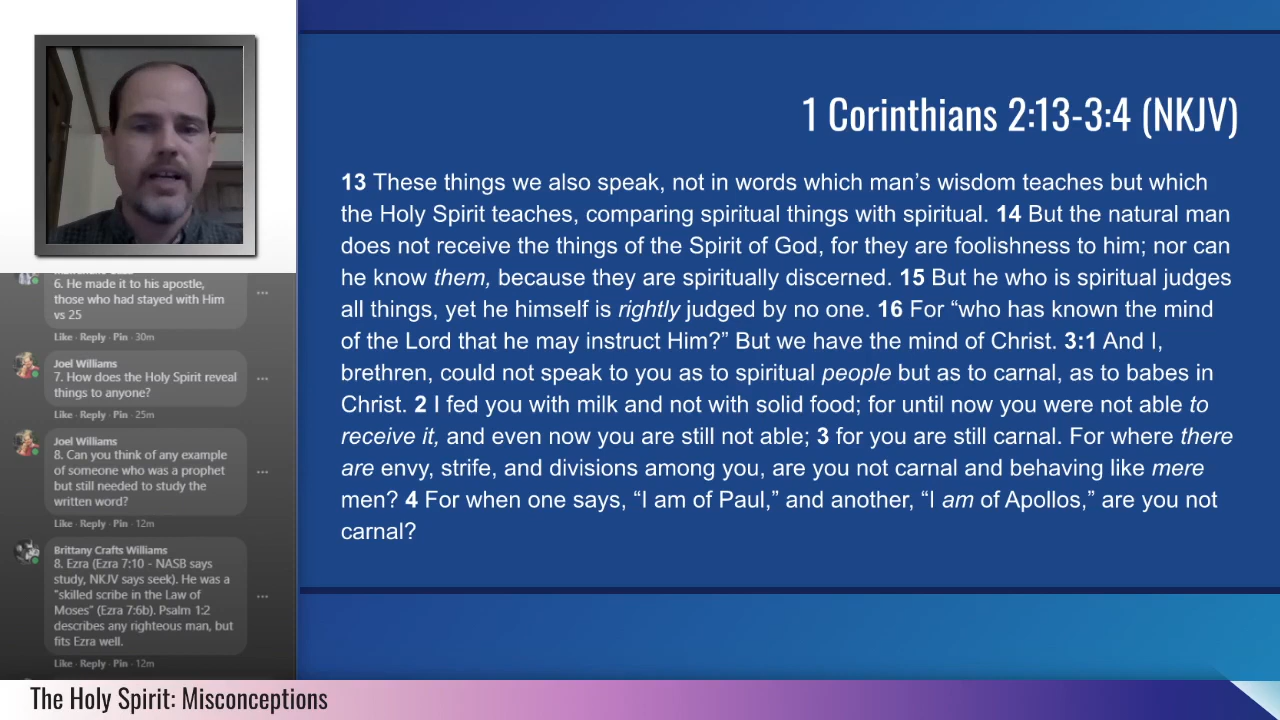 1 Corinthians 2:13-3:4 (NKJV)
13 These things we also speak, not in words which man’s wisdom teaches but which
the Holy Spirit teaches, comparing spiritual things with spiritual. 14 But the natural man
does not receive the things of the Spirit of God, for they are foolishness to him; nor can
he know them, because they are spiritually discerned. 15 But he who is spiritual judges
all things, yet he himself is rightly judged by no one. 16 For “who has known the mind
of the Lord that he may instruct Him?” But we have the mind of Christ. 3:1 And I,
brethren, could not speak to you as to spiritual people but as to carnal, as to babes in
Christ. 2 I fed you with milk and not with solid food; for until now you were not able to
receive it, and even now you are still not able; 3 for you are still carnal. For where there
are envy, strife, and divisions among you, are you not carnal and behaving like mere
men? 4 For when one says, “I am of Paul,” and another, “I am of Apollos,” are you not
carnal?
6. He made it to his apostle,
those who had stayed with Him
vs 25
Like · Reply · Pin · 30m
Joel Williams
7. How does the Holy Spirit reveal
things to anyone?
Like · Reply · Pin · 25m
Joel Williams
8. Can you think of any example
of someone who was a prophet
but still needed to study the
written word?
Like · Reply · Pin · 12m
Brittany Crafts Williams
8. Ezra (Ezra 7:10 - NASB says
study, NKJV says seek). He was a
"skilled scribe in the Law of
Moses" (Ezra 7:6b). Psalm 1:2
describes any righteous man, but
fits Ezra well.
Like · Reply · Pin · 12m
The Holy Spirit: Misconceptions